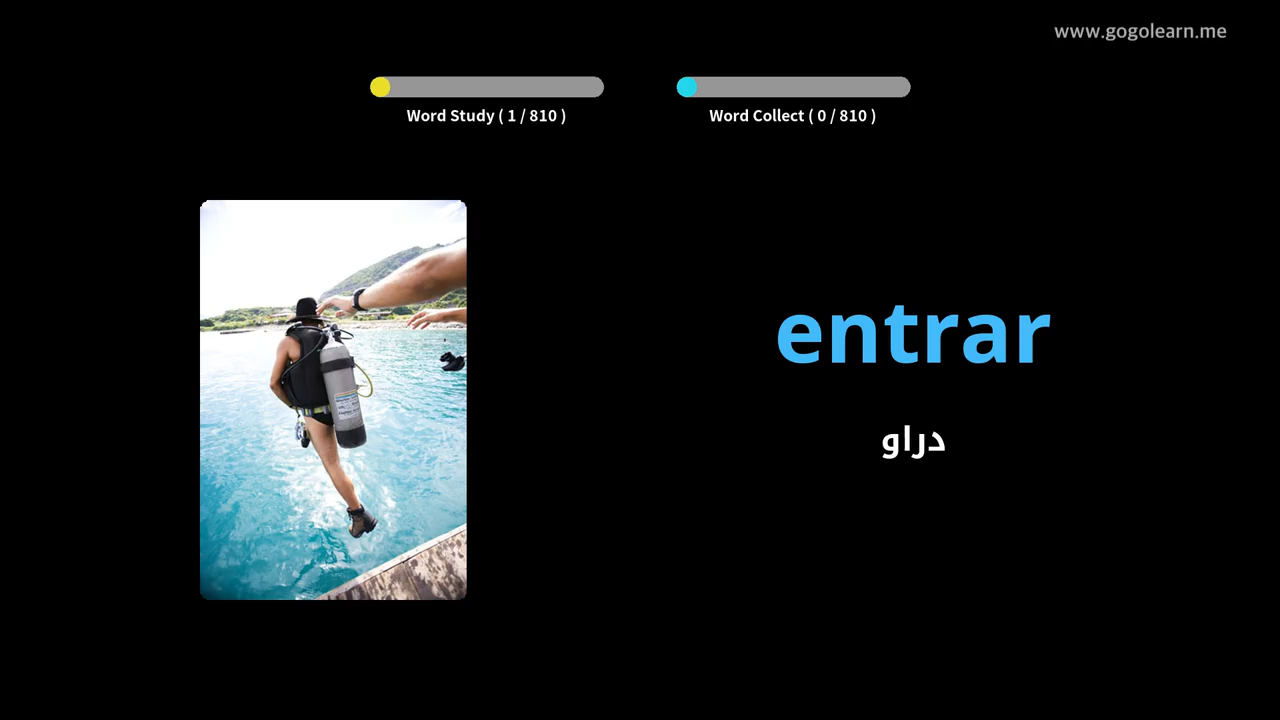 www.gogolearn.me
Word Study ( 1 / 810 )
Word Collect ( 0 / 810 )
entrar
دراو